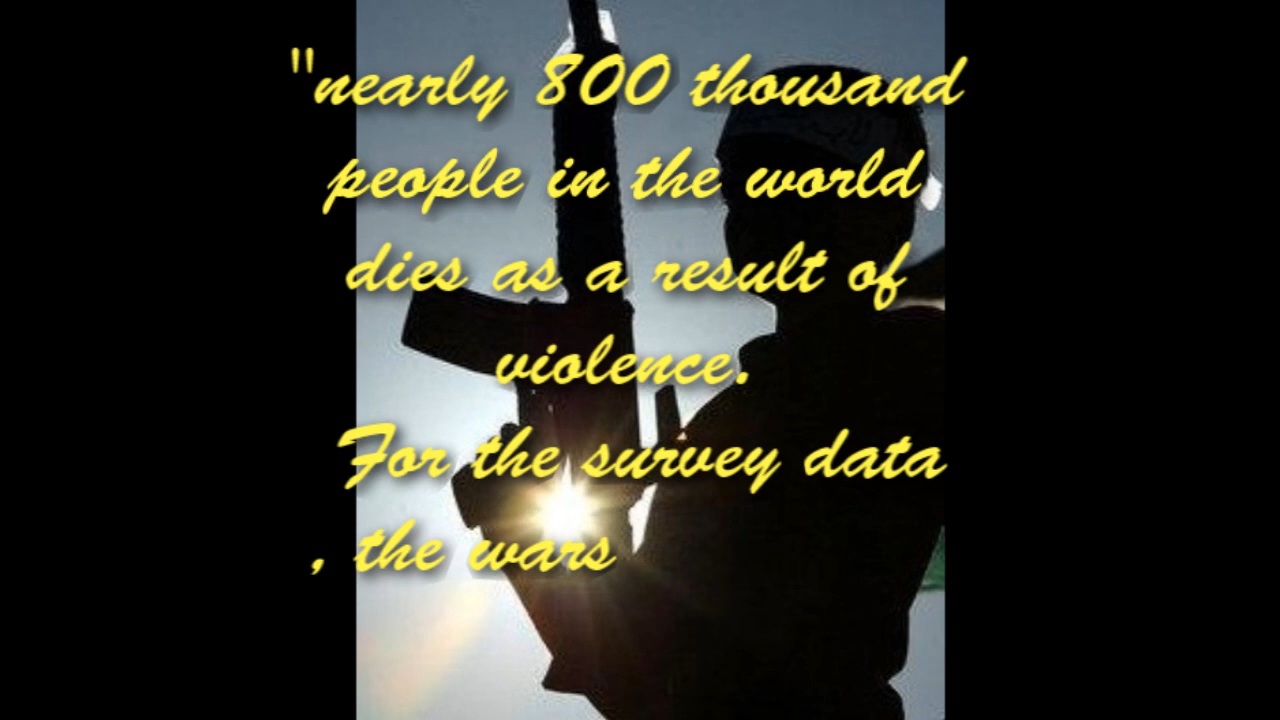 "nearly 800 thousand
people in the world
dies as a result of
violence.
For the survey data
, the wars